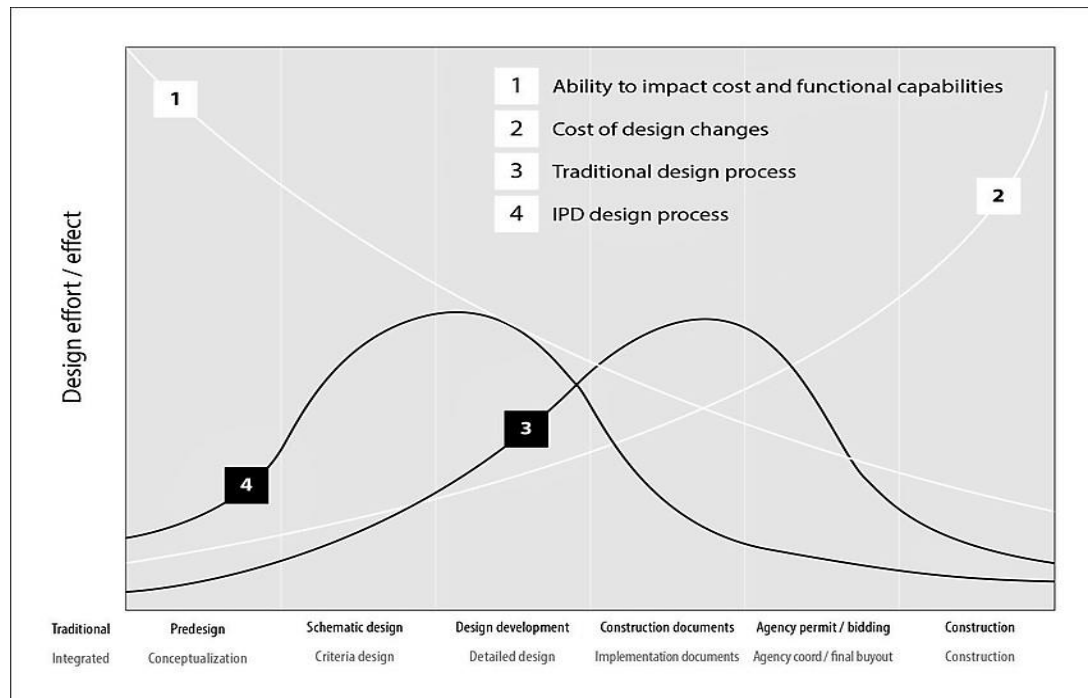 1
1 Ability to impact cost and functional capabilities
2 Cost of design changes
3 Traditional design process
4 IPD design process
2
Design effort / effect
3
4
Traditional Predesign Schematic design Design development Construction documents Agency permit / bidding Construction
Integrated Conceptualization Criteria design Detailed design Implementation documents Agency coord / final buyout Construction